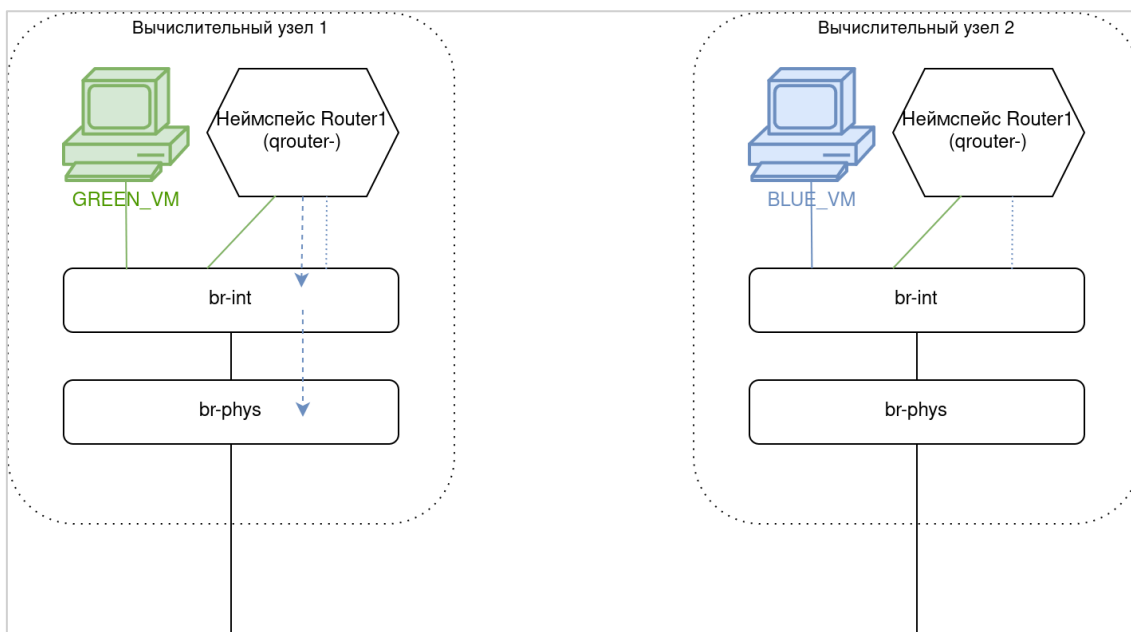 Вычислительный узел 1
Вычислительный узел 2
Неймспейс Router1
(qrouter-)
Неймспейс Router1
(qrouter-)
GREEN_VM
BLUE_VM
br-int
br-int
br-phys
br-phys